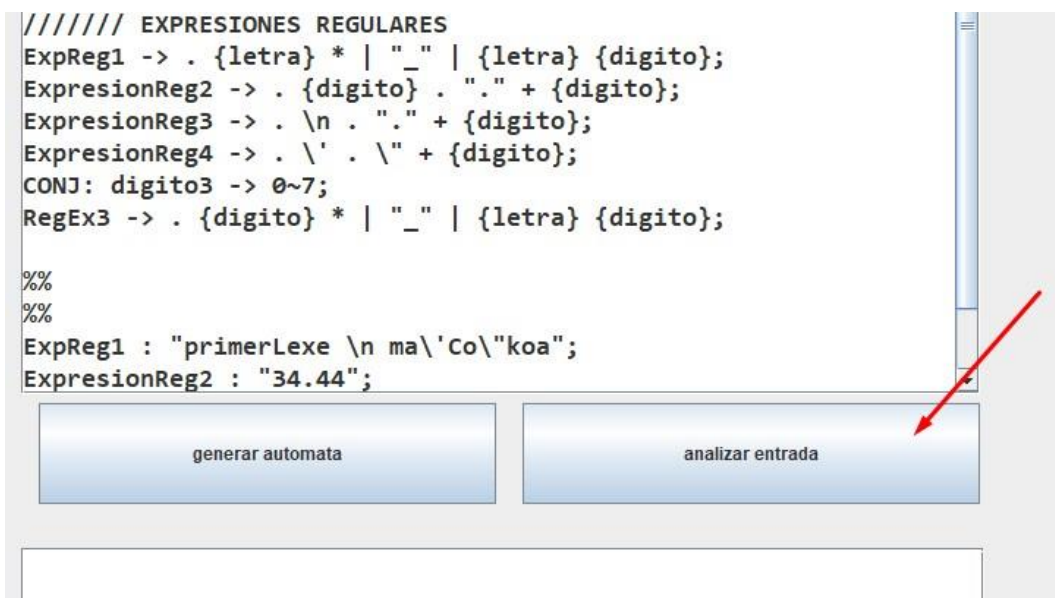 /////// EXPRESIONES REGULARES
ExpReg1 -> . {letra} * | "_" | {letra} {digito};
ExpresionReg2 -> . {digito} . "." + {digito};
ExpresionReg3 -> . \n . "." + {digito};
ExpresionReg4 -> . \' . \" + {digito};
CONJ: digito3 -> 0~7;
RegEx3 -> . {digito} * | "_" | {letra} {digito};
%%
%%
ExpReg1 : "primerLexe \n ma\'Co\"koa";
ExpresionReg2 : "34.44";
generar automata
analizar entrada